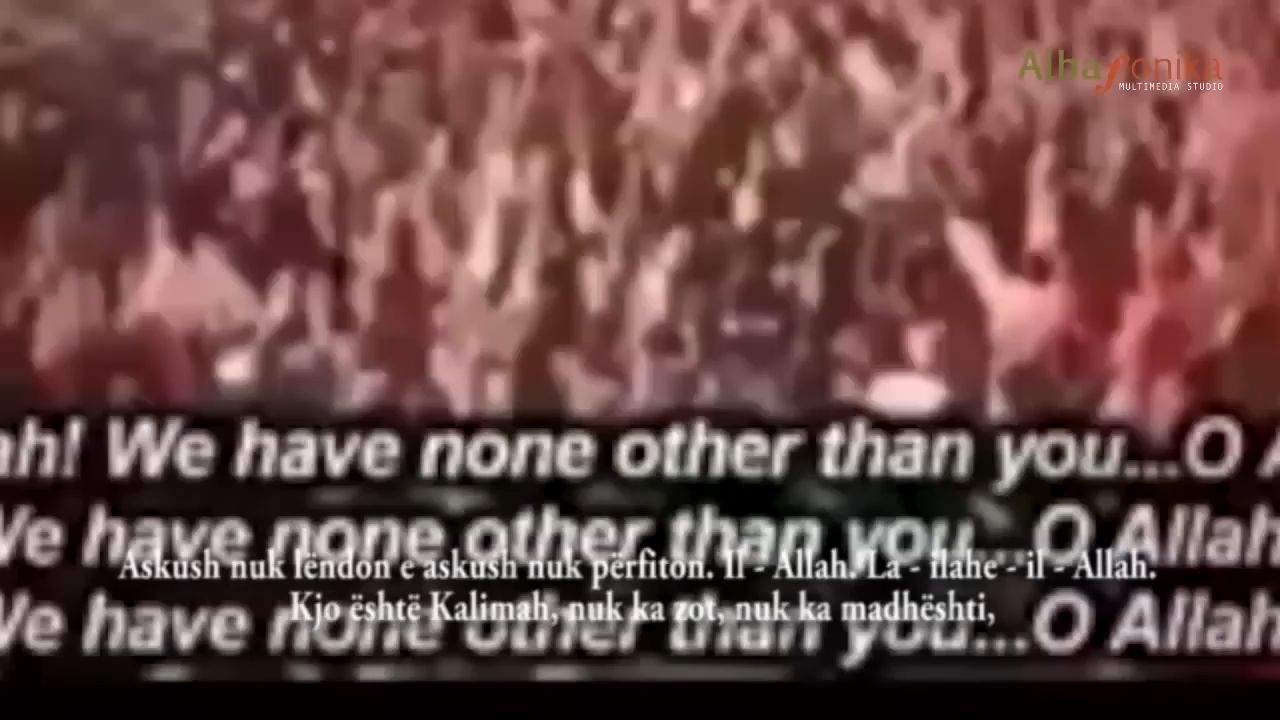 Albafonika
MULTIMEDIA STUDIO
ah! We have none other than you...O A
We have none other than you...O Allah
Askush nuk lëndon e askush nuk përfiton. Il - Allah. La - ilahe - il - Allah.
Kjo është Kalimah, nuk ka zot, nuk ka madhështi,
We have none other than you...O Allah